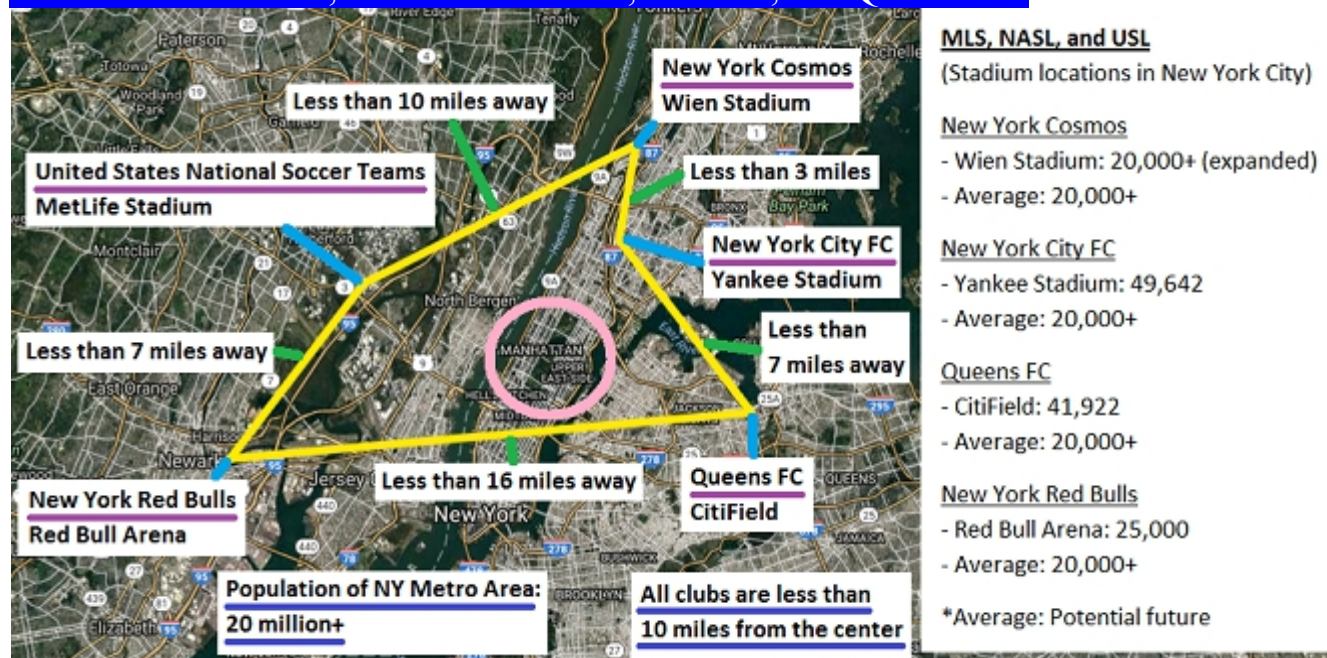 River Edge
Tenafly
Paterson
Rochelle
Totowa
Woodland
Park
New York Cosmos
Wien Stadium
Less than 10 miles away
United States National Soccer Teams
MetLife Stadium
Less than 3 miles
BRONX
Bay Park
Montclair
New York City FC
Yankee Stadium
North Bergen
Less than 7 miles away
MANHATTAN
UPPER
EAST SIDE
Less than
7 miles away
East Orange
Harrison
Newark
JACKSON
Less than 16 miles away
New York Red Bulls
Red Bull Arena
Jersey
New York
Queens FC
CitiField
QUEENS
JAMAICA
BUSHWICK
Population of NY Metro Area:
20 million+
BROOKLYN
All clubs are less than
10 miles from the center
Elizabeth
MLS, NASL, and USL
(Stadium locations in New York City)
New York Cosmos
- Wien Stadium: 20,000+ (expanded)
- Average: 20,000+
New York City FC
- Yankee Stadium: 49,642
- Average: 20,000+
Queens FC
- CitiField: 41,922
- Average: 20,000+
New York Red Bulls
- Red Bull Arena: 25,000
- Average: 20,000+
*Average: Potential future